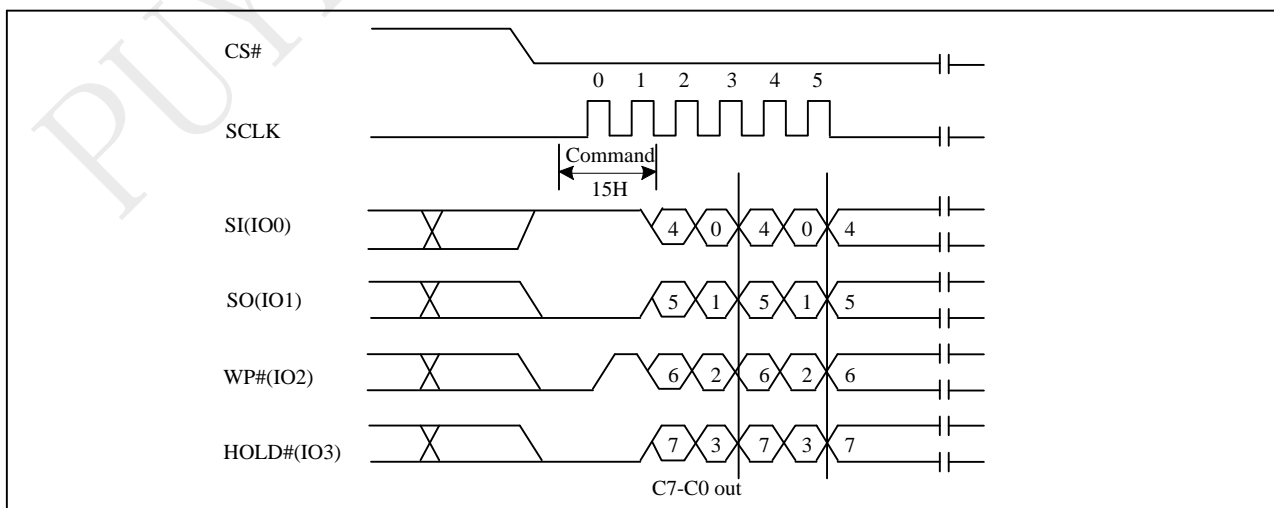 PUY
CS#
0 1 2 3 4 5
SCLK
Command
15H
SI(IO0)
4 0 4 0 4
SO(IO1)
5 1 5 1 5
WP#(IO2)
6 2 6 2 6
HOLD#(IO3)
7 3 7 3 7
C7-C0 out